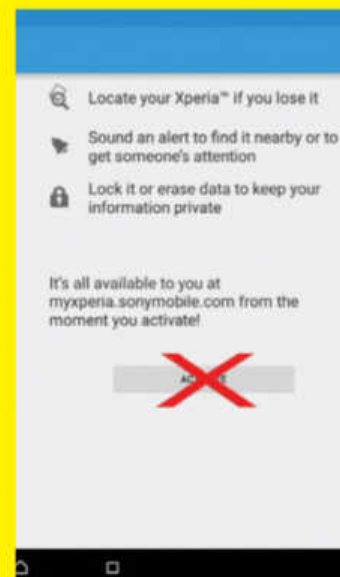 Locate your Xperia™ if you lose it
Sound an alert to find it nearby or to
get someone's attention
Lock it or erase data to keep your
information private
It's all available to you at
myxperia.sonymobile.com from the
moment you activate!